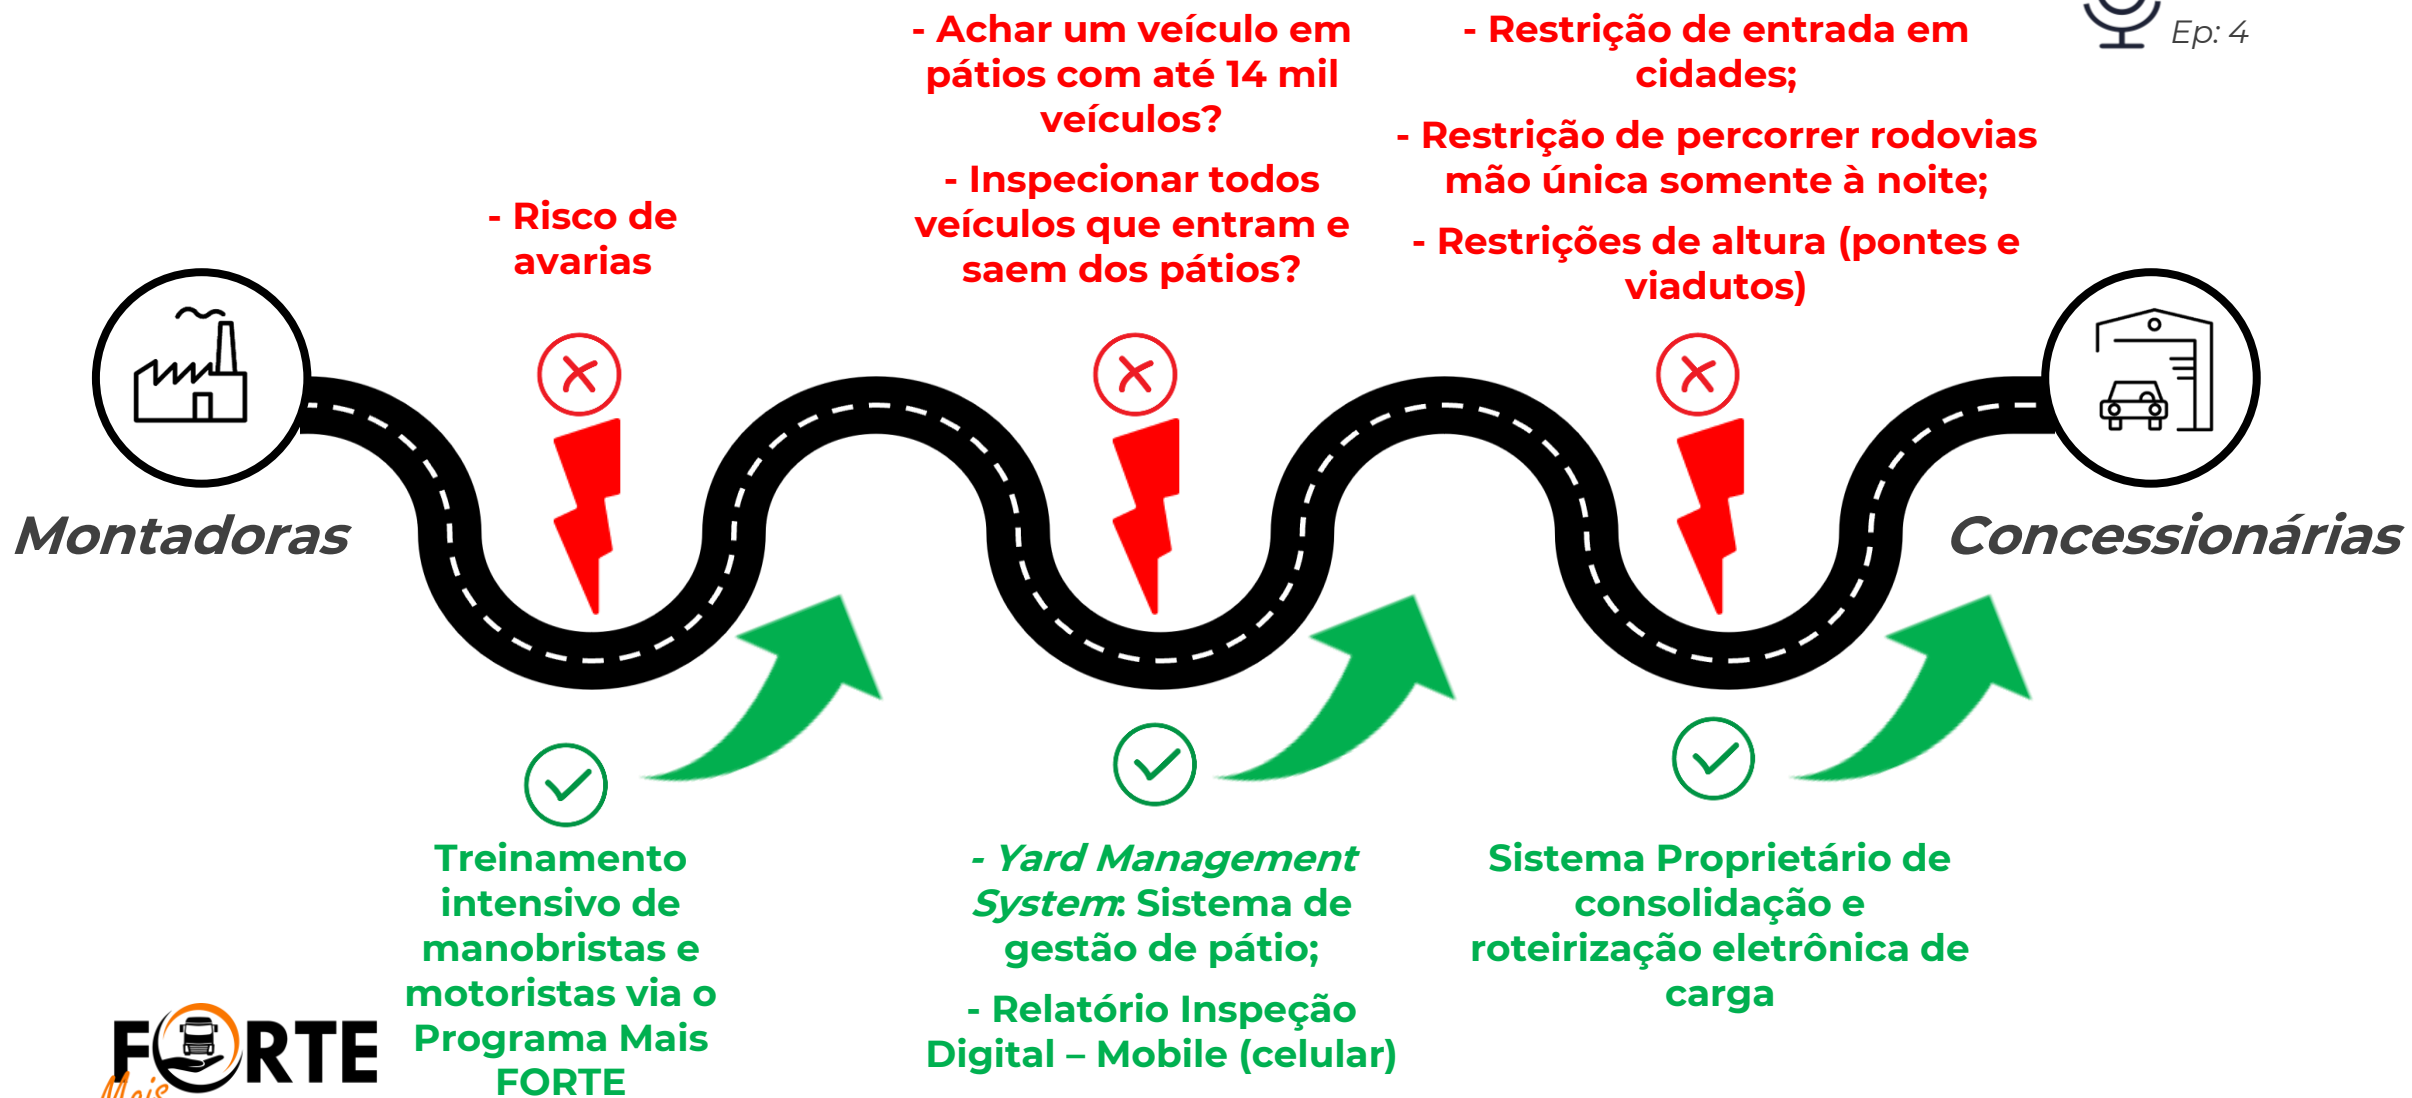 Ep: 4
- Risco de
avarias
- Achar um veículo em
pátios com até 14 mil
veículos?
- Inspecionar todos
veículos que entram e
saem dos pátios?
- Restrição de entrada em
cidades;
- Restrição de percorrer rodovias
mão única somente à noite;
- Restrições de altura (pontes e
viadutos)
Montadoras
Concessionárias
Treinamento
intensivo de
manobristas e
motoristas via o
Programa Mais
FORTE
- Yard Management
System: Sistema de
gestão de pátio;
- Relatório Inspeção
Digital – Mobile (celular)
Sistema Proprietário de
consolidação e
roteirização eletrônica de
carga
FORTE
Mais